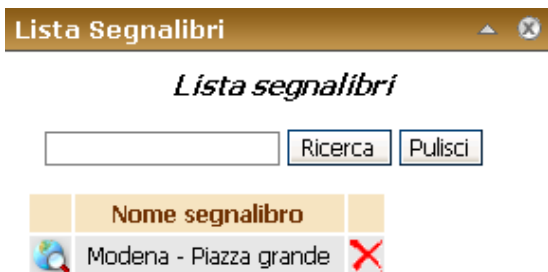 Lista Segnalibri
Lista segnalibri
Ricerca Pulisci
Nome segnalibro
Modena - Piazza grande